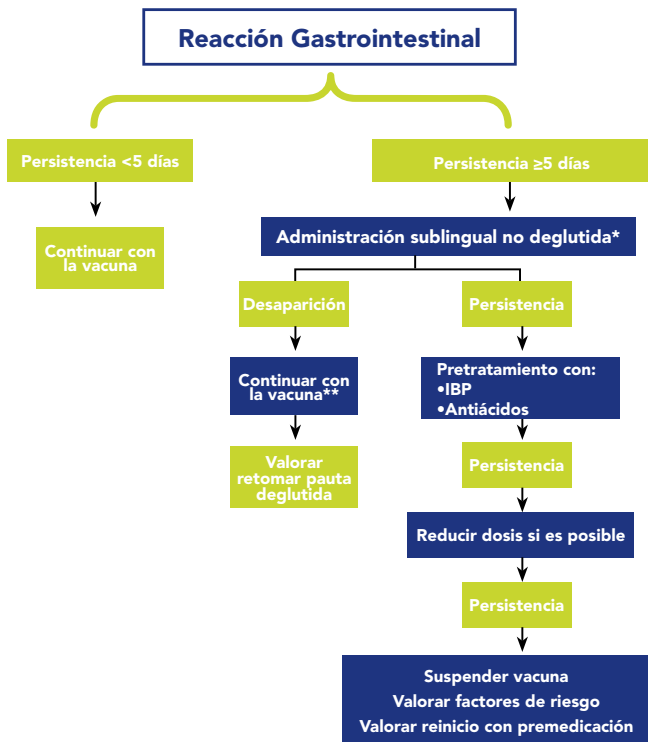 Reacción Gastrointestinal
Persistencia <5 días
Persistencia ≥5 días
Continuar con
la vacuna
Administración sublingual no deglutida*
Desaparición
Persistencia
Continuar con
la vacuna**
Pretratamiento con:
•IBP
•Antiácidos
Valorar
retomar pauta
deglutida
Persistencia
Reducir dosis si es posible
Persistencia
Suspender vacuna
Valorar factores de riesgo
Valorar reinicio con premedicación